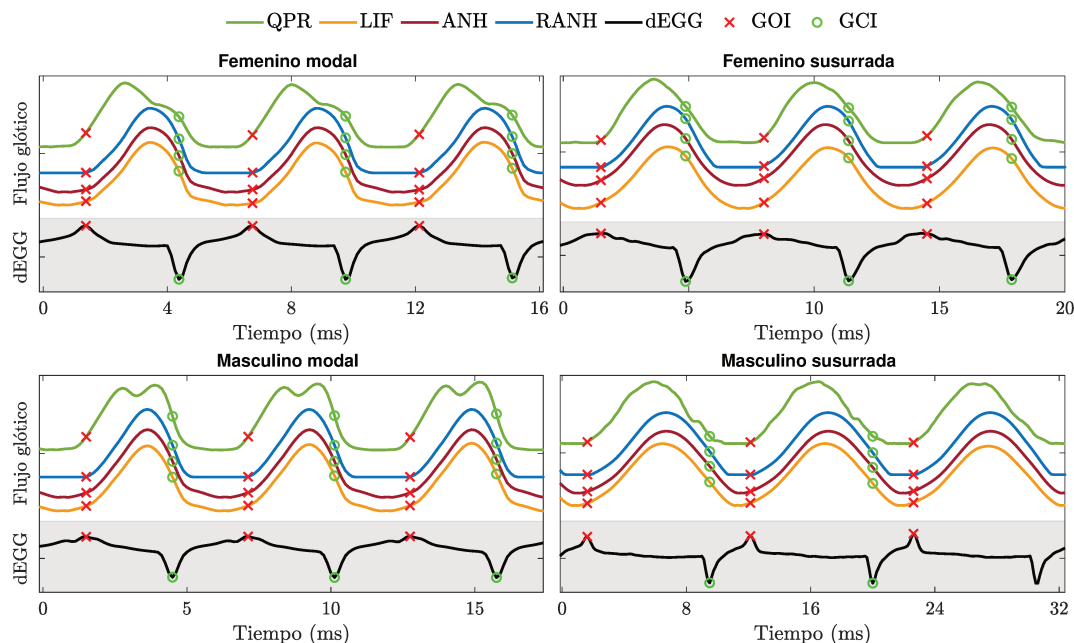 QPR LIF ANH RANH dEGG GOI GCI
Femenino modal
Femenino susurrada
Flujo glótico
dEGG
0 4 8 12 16
0 5 10 15 20
Tiempo (ms)
Tiempo (ms)
Masculino modal
Masculino susurrada
Flujo glótico
dEGG
0 5 10 15
0 8 16 24 32
Tiempo (ms)
Tiempo (ms)